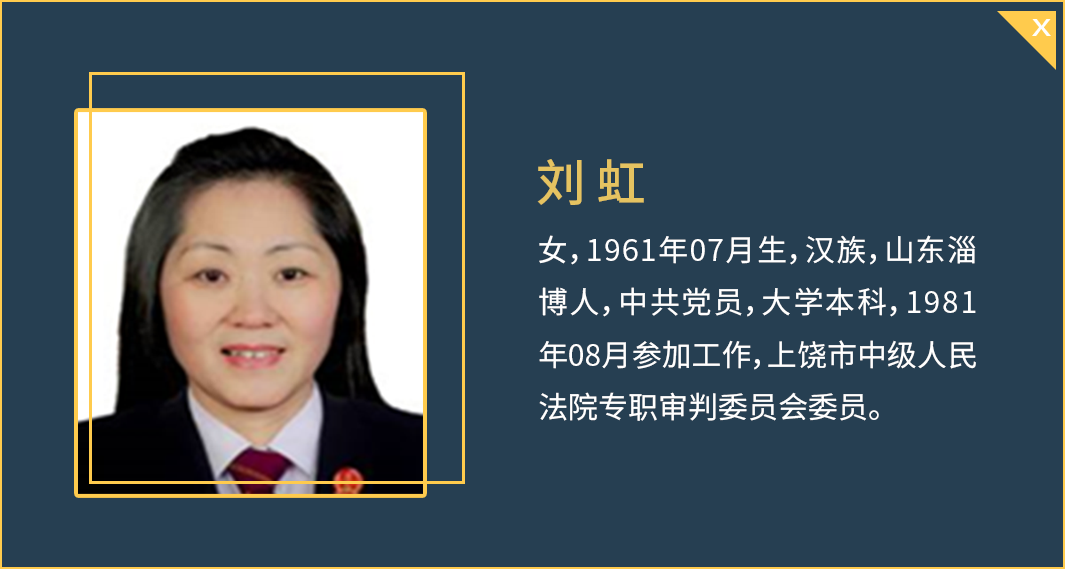 X
刘虹
女，1961年07月生，汉族，山东淄
博人，中共党员，大学本科，1981
年08月参加工作，上饶市中级人民
法院专职审判委员会委员。